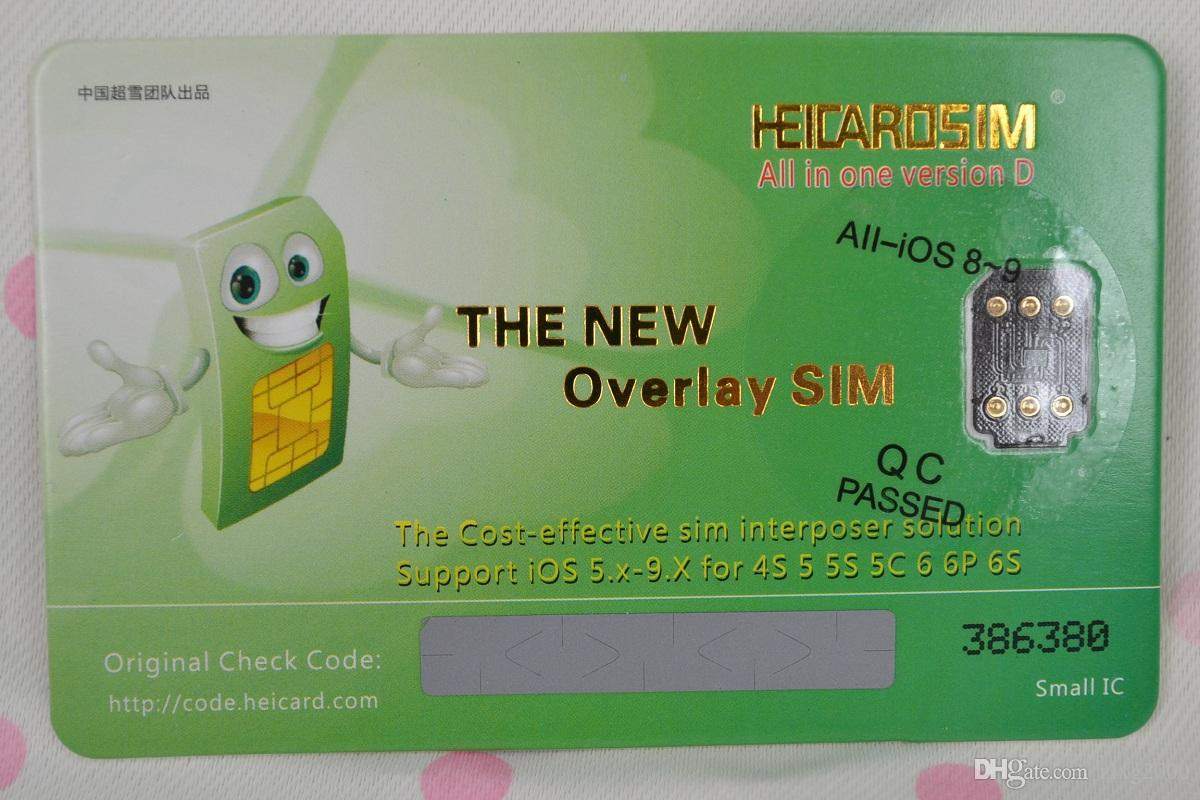 中国超雪团队出品
HEICARDSIM ®
All in one version D
All-iOS 8~9
THE NEW
Overlay SIM
QC
PASSED
The Cost-effective sim interposer solution
Support iOS 5.x-9.X for 4S 5 5S 5C 6 6P 6S
Original Check Code:
http://code.heicard.com
386380
Small IC
DHgate.com